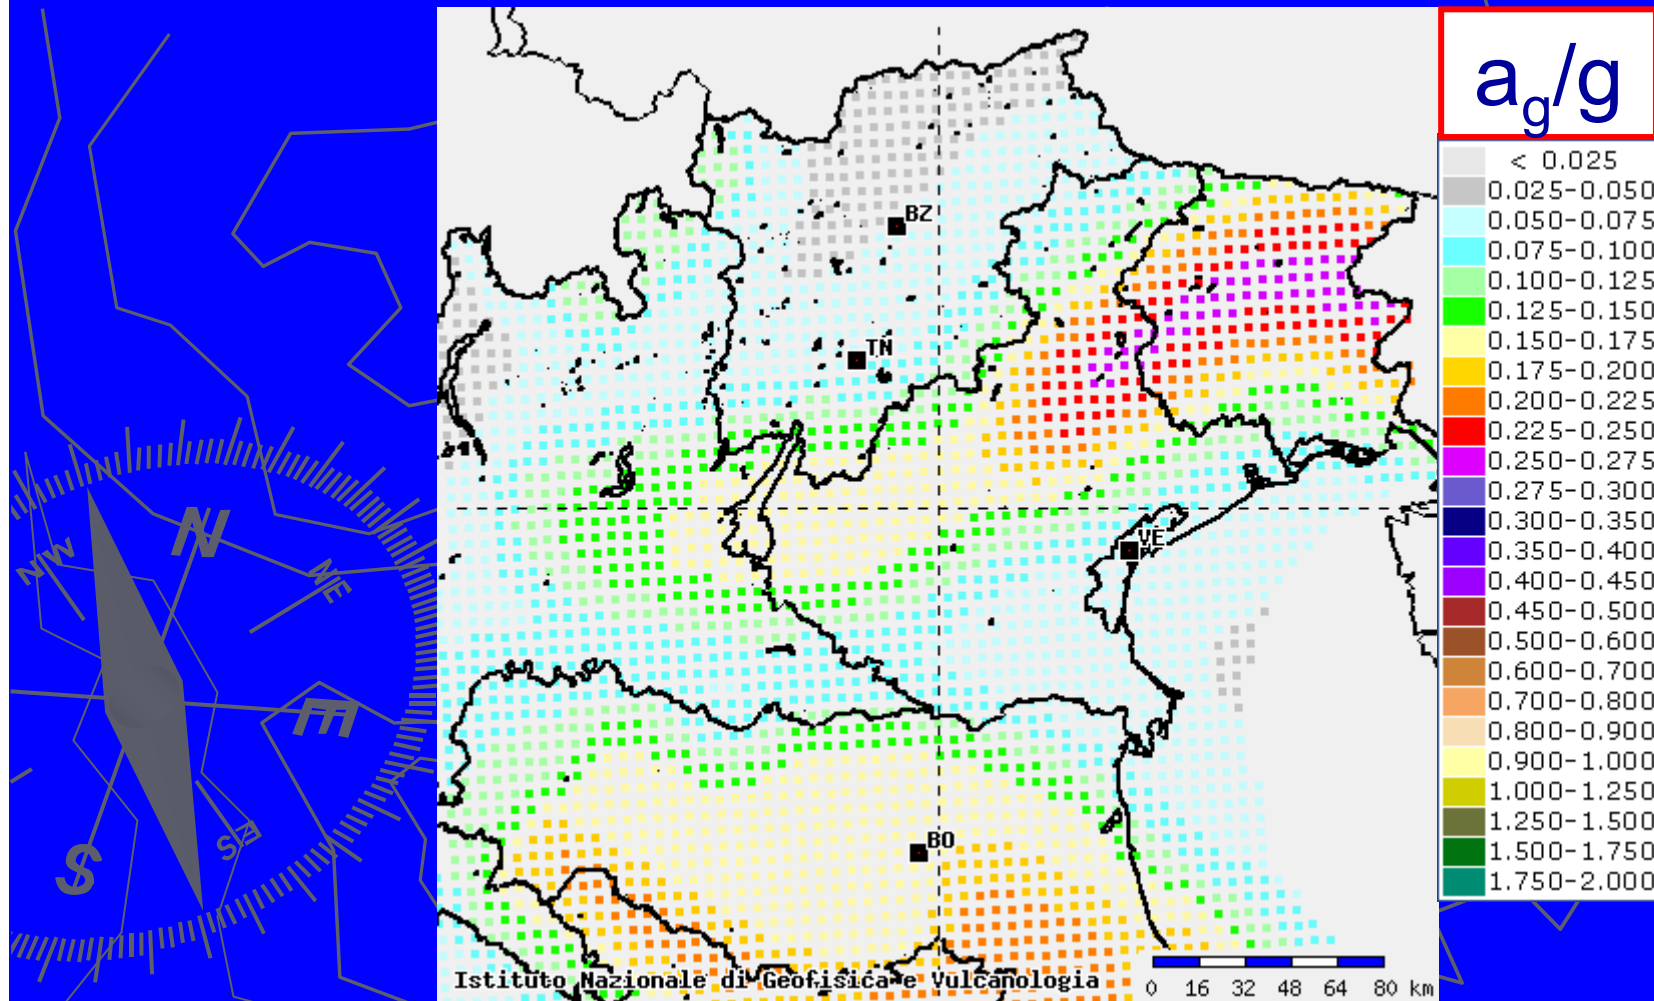 a_g/g
< 0.025
0.025-0.050
0.050-0.075
0.075-0.100
0.100-0.125
0.125-0.150
0.150-0.175
0.175-0.200
0.200-0.225
0.225-0.250
0.250-0.275
0.275-0.300
0.300-0.350
0.350-0.400
0.400-0.450
0.450-0.500
0.500-0.600
0.600-0.700
0.700-0.800
0.800-0.900
0.900-1.000
1.000-1.250
1.250-1.500
1.500-1.750
1.750-2.000
BZ
TN
VE
BO
N
NW
NE
E
S
SE
Istituto Nazionale di Geofisica e Vulcanologia
0 16 32 48 64 80 km